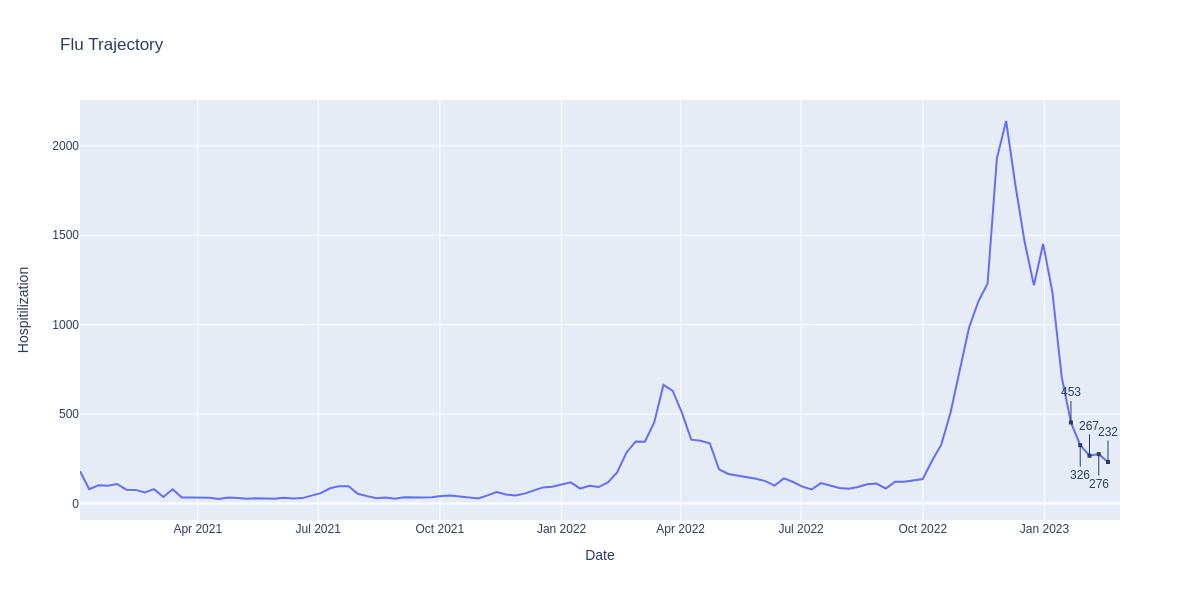 Flu Trajectory
Hospitilization
2000
1500
1000
500
0
453
267
232
326
276
Apr 2021
Jul 2021
Oct 2021
Jan 2022
Apr 2022
Jul 2022
Oct 2022
Jan 2023
Date